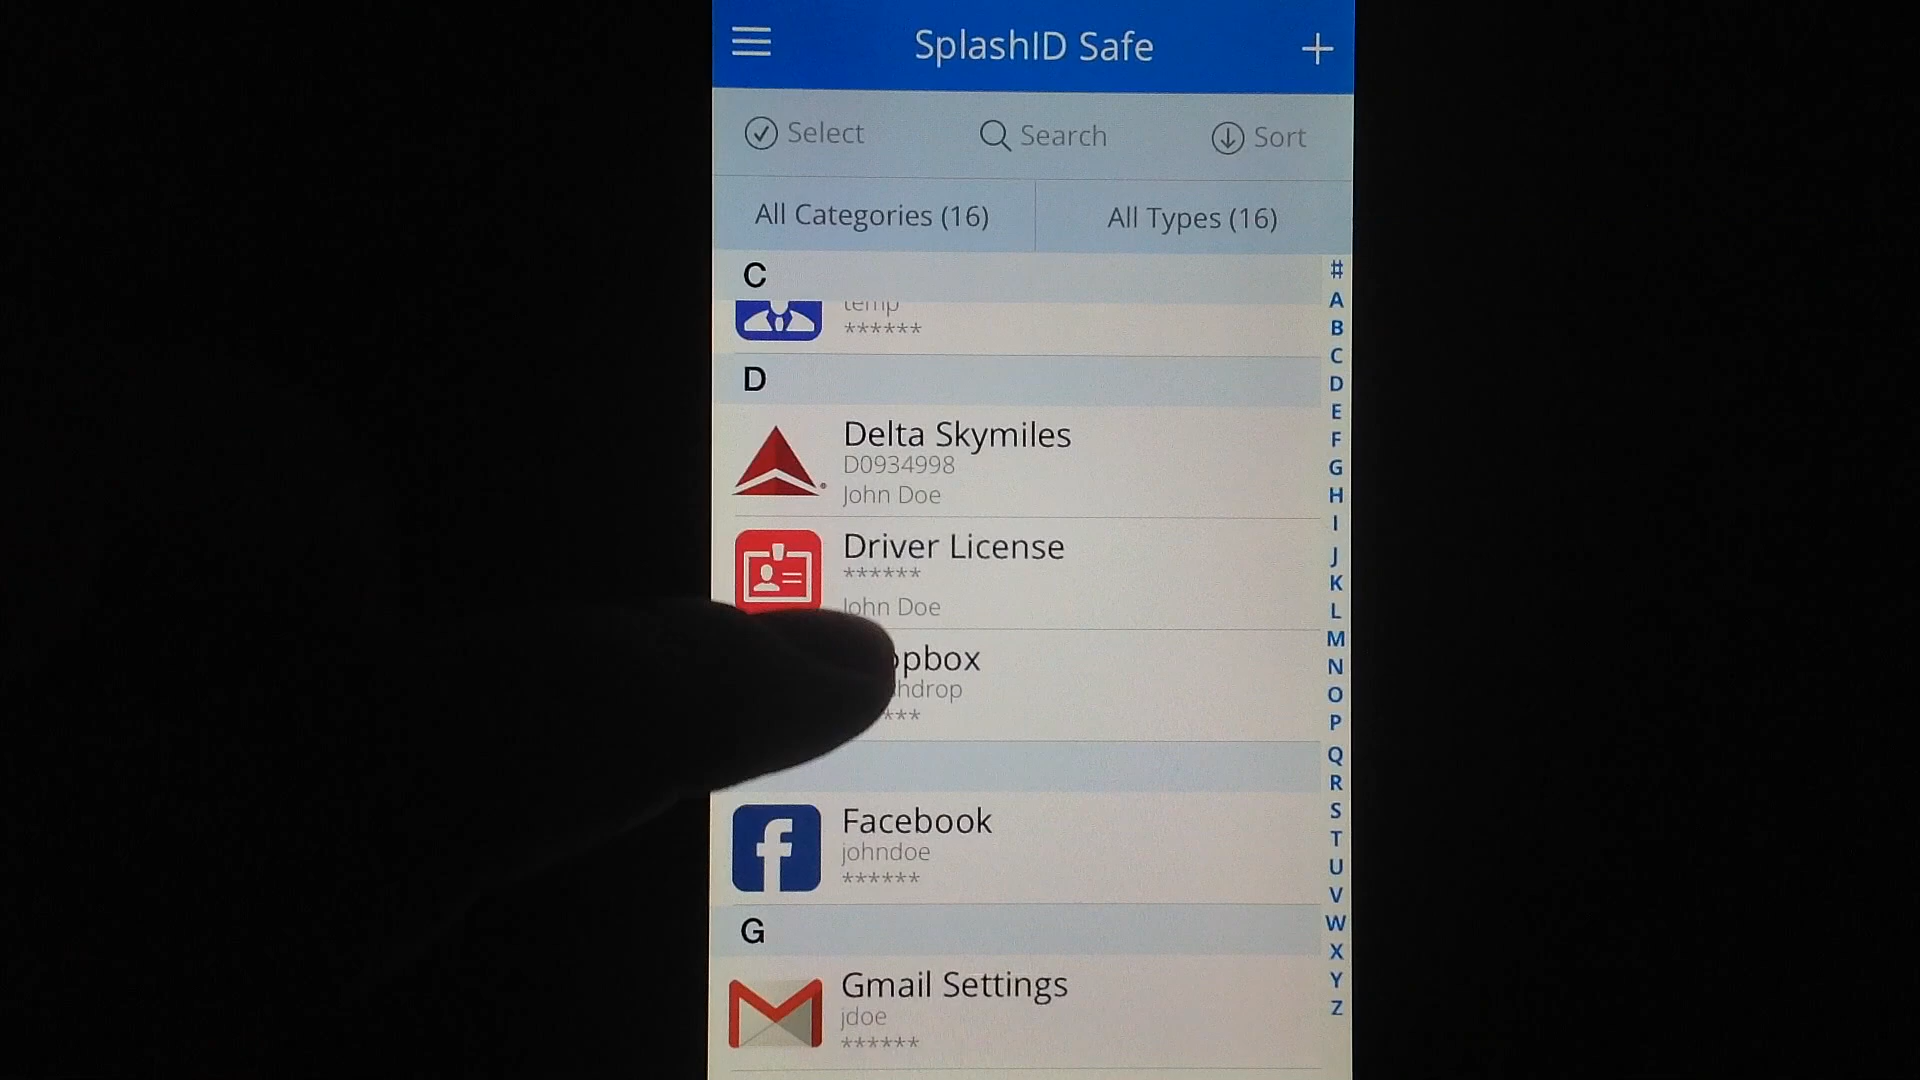 SplashID Safe
Select
Search
Sort
All Categories (16)
All Types (16)
C
temp
******
D
Delta Skymiles
D0934998
John Doe
Driver License
******
John Doe
Facebook
johndoe
******
G
Gmail Settings
jdoe
******
#
A
B
C
D
E
F
G
H
I
J
K
L
M
N
O
P
Q
R
S
T
U
V
W
X
Y
Z